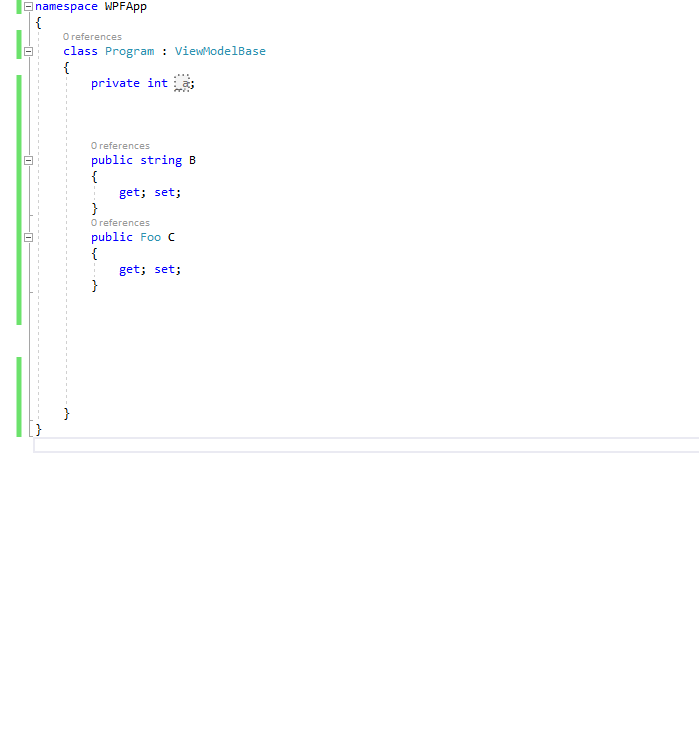 namespace WPFApp
{
0 references
class Program : ViewModelBase
{
private int _a;
0 references
public string B
{
get; set;
}
0 references
public Foo C
{
get; set;
}
}
}